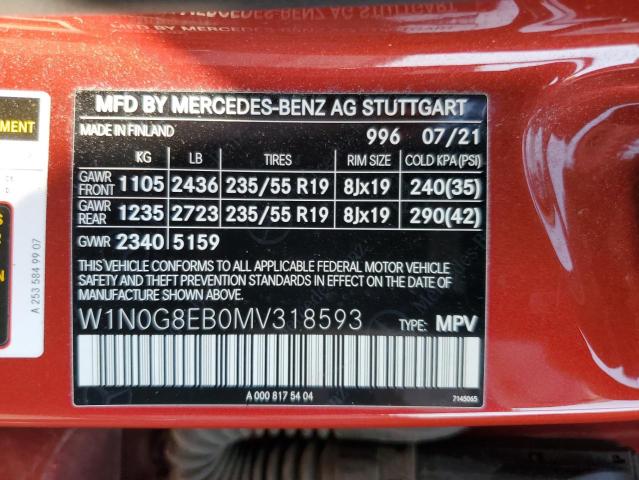 MFD BY MERCEDES-BENZ AG STUTTGART
MADE IN FINLAND 996 07/21
KG LB TIRES RIM SIZE COLD KPA(PSI)
GAWR FRONT 1105 2436 235/55 R19 8Jx19 240(35)
GAWR REAR 1235 2723 235/55 R19 8Jx19 290(42)
GVWR 2340 5159
THIS VEHICLE CONFORMS TO ALL APPLICABLE FEDERAL MOTOR VEHICLE
SAFETY AND THEFT PREVENTION STANDARDS IN EFFECT ON THE DATE OF
MANUFACTURE SHOWN ABOVE.
W1N0G8EB0MV318593 TYPE: MPV
A 000 817 54 04
7145065
A 253 584 99 07